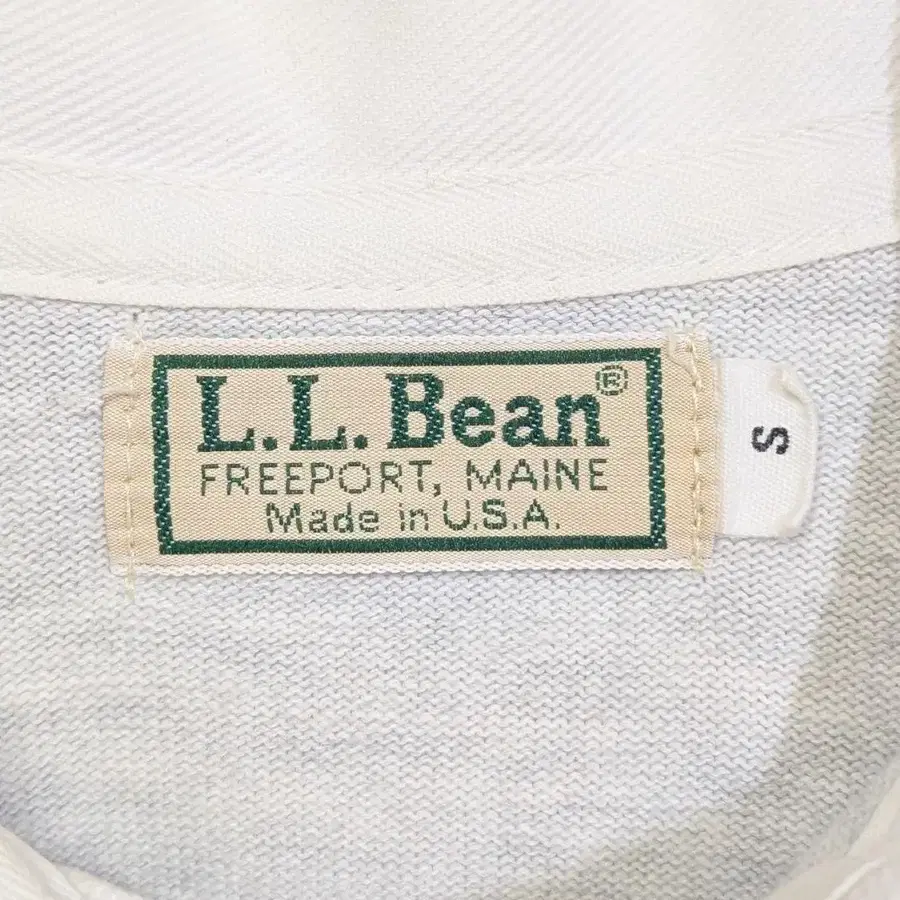 L.L.Bean®
FREEPORT, MAINE
Made in U.S.A.
S